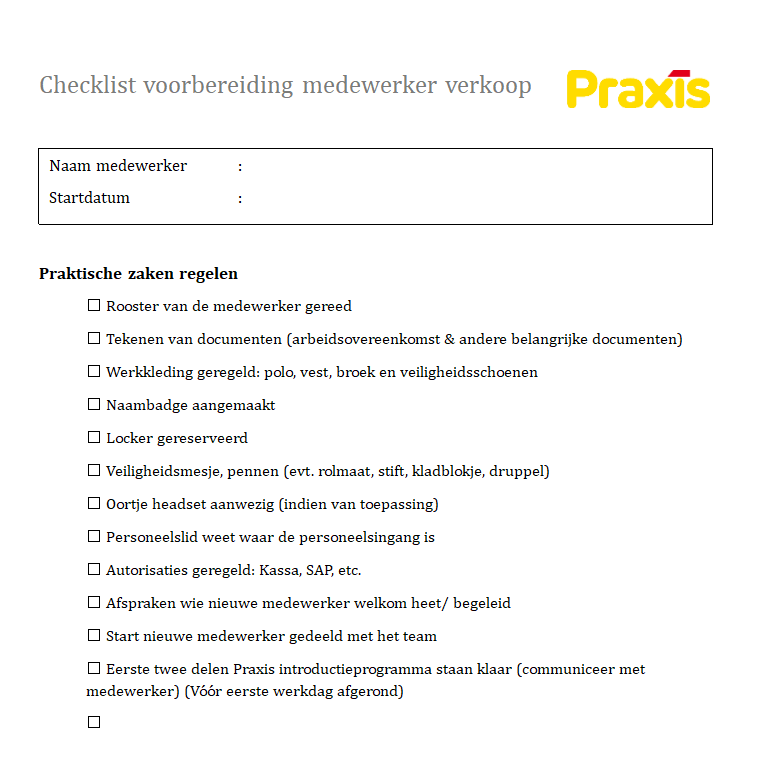 Checklist voorbereiding medewerker verkoop
Praxis
Naam medewerker :
Startdatum :
Praktische zaken regelen
☐ Rooster van de medewerker gereed
☐ Tekenen van documenten (arbeidsovereenkomst & andere belangrijke documenten)
☐ Werkkleding geregeld: polo, vest, broek en veiligheidsschoenen
☐ Naambadge aangemaakt
☐ Locker gereserveerd
☐ Veiligheidsmesje, pennen (evt. rolmaat, stift, kladblokje, druppel)
☐ Oortje headset aanwezig (indien van toepassing)
☐ Personeelslid weet waar de personeelsingang is
☐ Autorisaties geregeld: Kassa, SAP, etc.
☐ Afspraken wie nieuwe medewerker welkom heet/ begeleid
☐ Start nieuwe medewerker gedeeld met het team
☐ Eerste twee delen Praxis introductieprogramma staan klaar (communiceer met
medewerker) (Vóór eerste werkdag afgerond)
☐